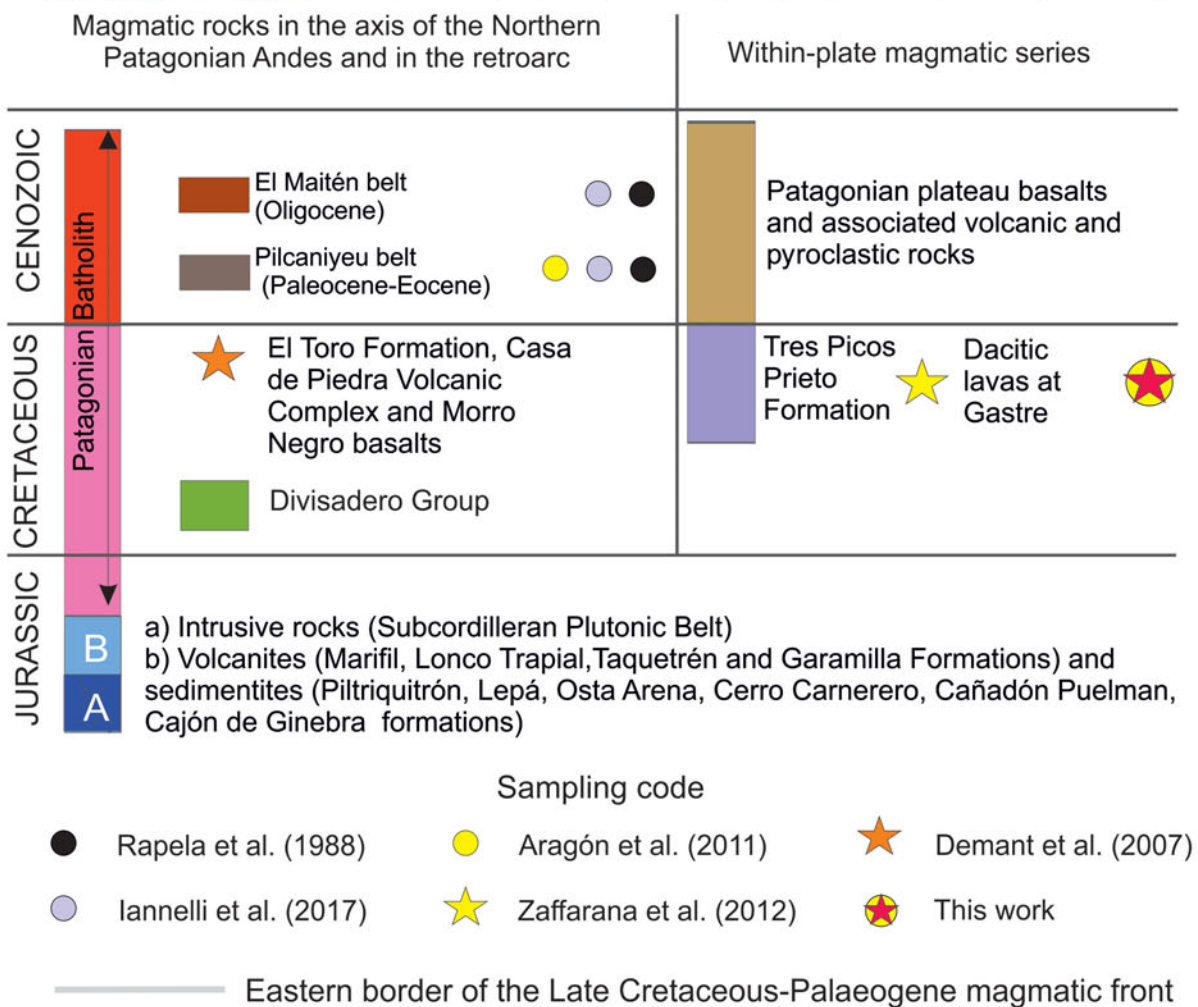 Magmatic rocks in the axis of the Northern
Patagonian Andes and in the retroarc
Within-plate magmatic series
CENOZOIC
CRETACEOUS
JURASSIC
Patagonian Batholith
El Maitén belt
(Oligocene)
Pilcaniyeu belt
(Paleocene-Eocene)
Patagonian plateau basalts
and associated volcanic and
pyroclastic rocks
El Toro Formation, Casa
de Piedra Volcanic
Complex and Morro
Negro basalts
Divisadero Group
Tres Picos
Prieto
Formation
Dacitic
lavas at
Gastre
B
A
a) Intrusive rocks (Subcordilleran Plutonic Belt)
b) Volcanites (Marifil, Lonco Trapial,Taquetrén and Garamilla Formations) and
sedimentites (Piltriquitrón, Lepá, Osta Arena, Cerro Carnerero, Cañadón Puelman,
Cajón de Ginebra formations)
Sampling code
Rapela et al. (1988)
Aragón et al. (2011)
Demant et al. (2007)
Iannelli et al. (2017)
Zaffarana et al. (2012)
This work
Eastern border of the Late Cretaceous-Palaeogene magmatic front